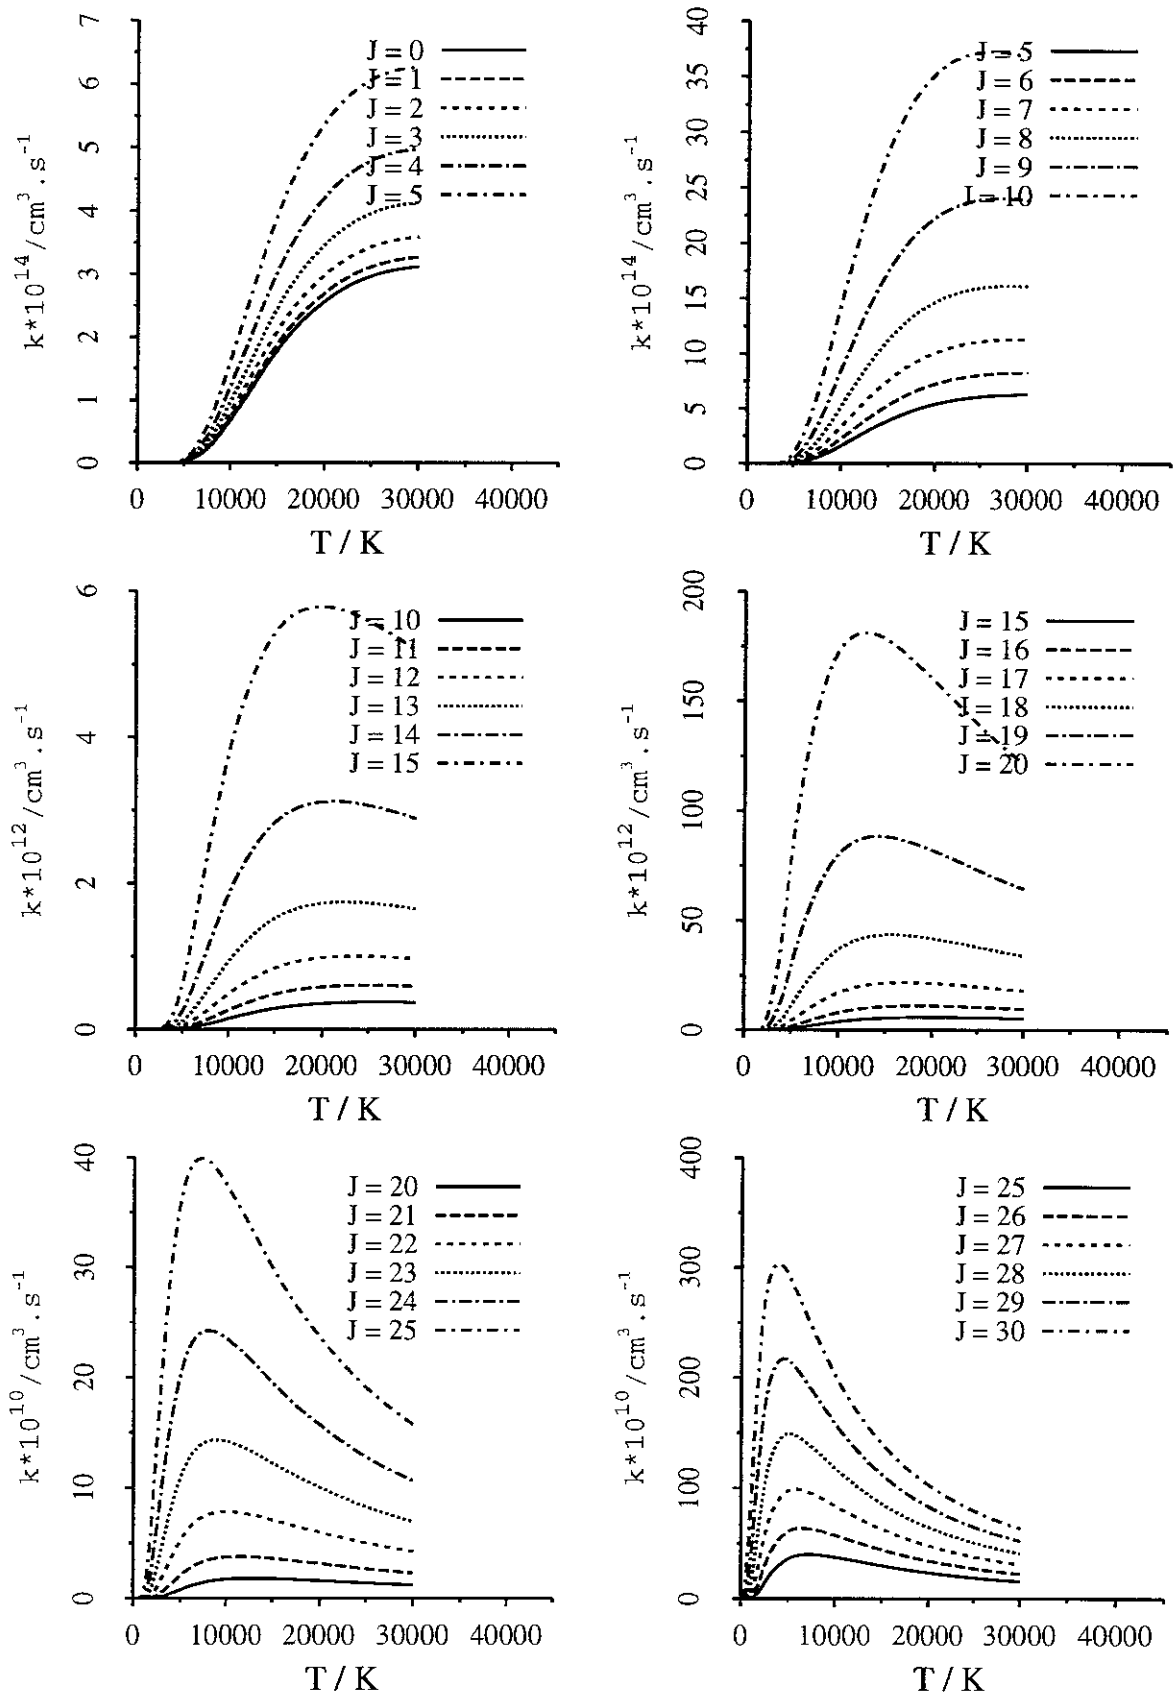 k*10^14/cm^3.s^-1
7
6
5
4
3
2
1
0
J = 0
J = 1
J = 2
J = 3
J = 4
J = 5
0 10000 20000 30000 40000
T / K
k*10^14/cm^3.s^-1
40
35
30
25
20
15
10
5
0
J = 5
J = 6
J = 7
J = 8
J = 9
J = 10
0 10000 20000 30000 40000
T / K
k*10^12/cm^3.s^-1
6
4
2
0
J = 10
J = 11
J = 12
J = 13
J = 14
J = 15
0 10000 20000 30000 40000
T / K
k*10^12/cm^3.s^-1
200
150
100
50
0
J = 15
J = 16
J = 17
J = 18
J = 19
J = 20
0 10000 20000 30000 40000
T / K
k*10^10/cm^3.s^-1
40
30
20
10
0
J = 20
J = 21
J = 22
J = 23
J = 24
J = 25
0 10000 20000 30000 40000
T / K
k*10^10/cm^3.s^-1
400
300
200
100
0
J = 25
J = 26
J = 27
J = 28
J = 29
J = 30
0 10000 20000 30000 40000
T / K